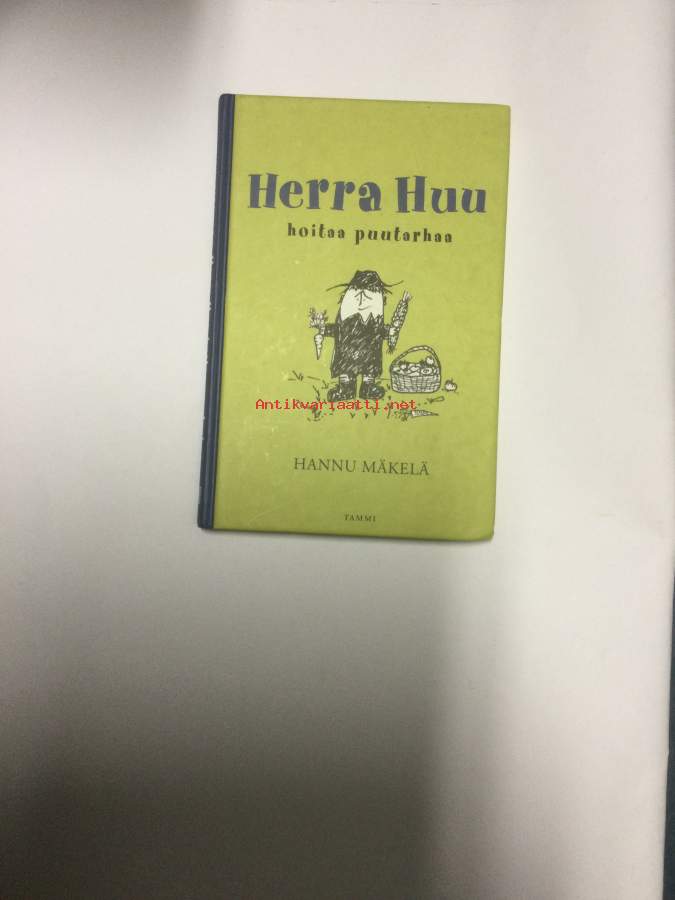 Herra Huu
hoitaa puutarhaa
Antikvariaatti.net
HANNU MÄKELÄ
TAMMI